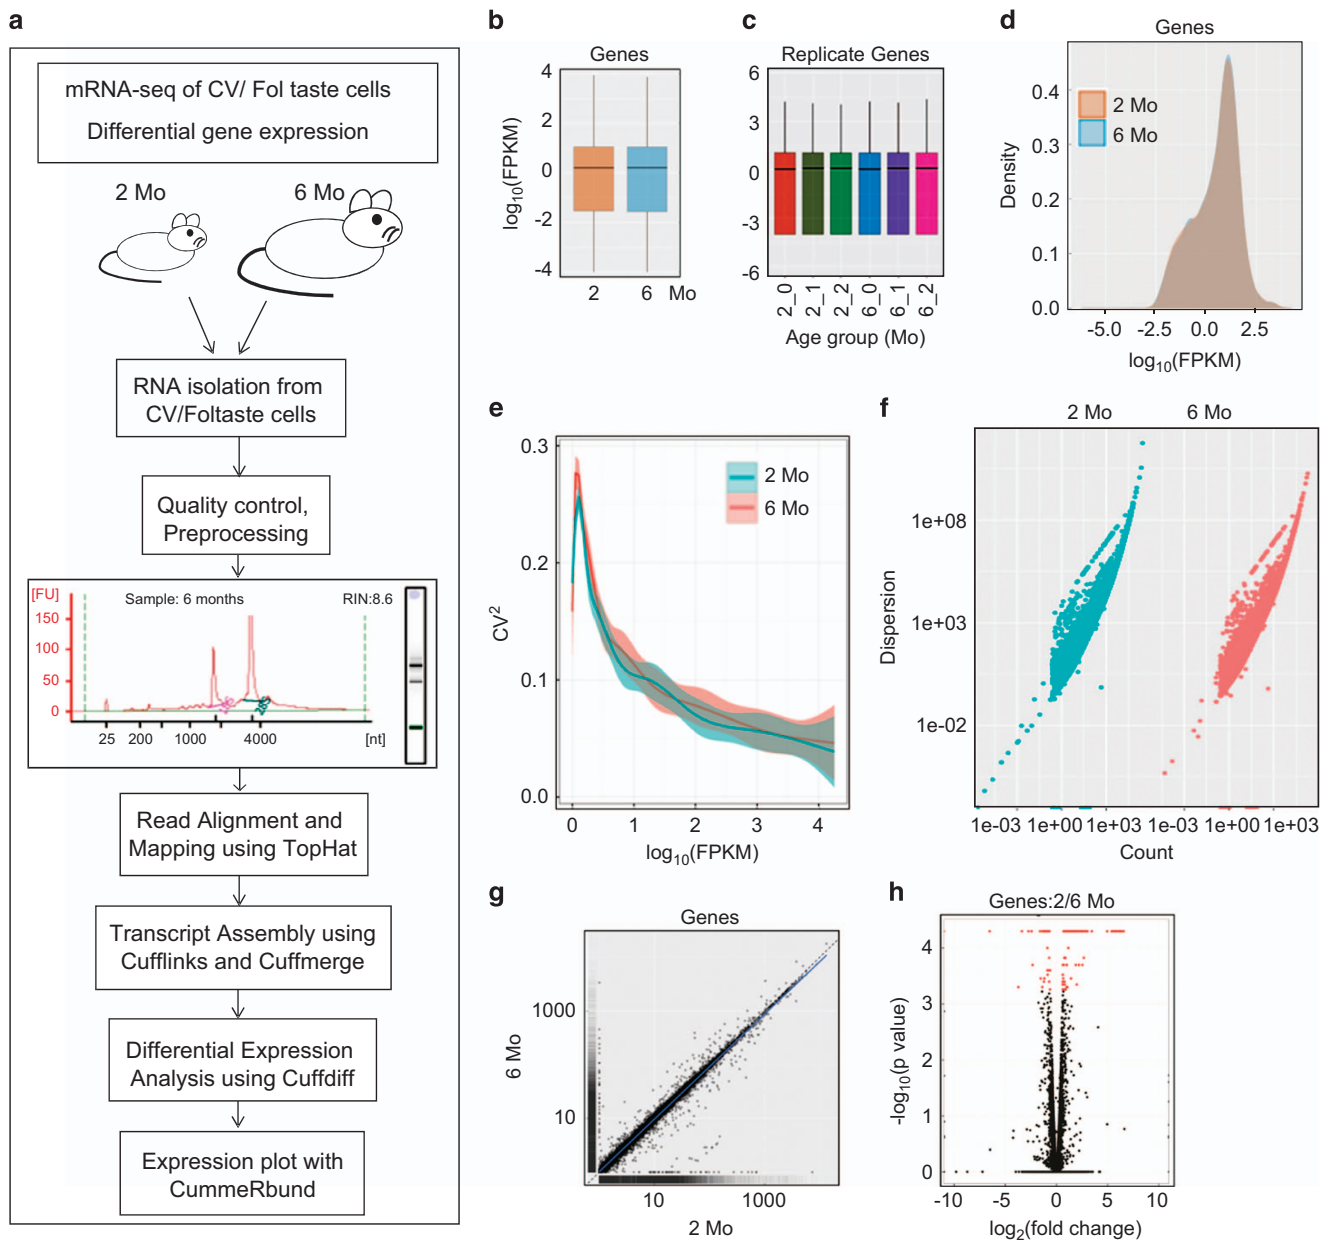 a
mRNA-seq of CV/ Fol taste cells
Differential gene expression
2 Mo
6 Mo
RNA isolation from
CV/Foltaste cells
Quality control,
Preprocessing
[FU]
Sample: 6 months
RIN:8.6
150
100
50
0
25 200 1000 4000 [nt]
Read Alignment and
Mapping using TopHat
Transcript Assembly using
Cufflinks and Cuffmerge
Differential Expression
Analysis using Cuffdiff
Expression plot with
CummeRbund
b
Genes
log10(FPKM)
4
2
0
-2
-4
2 6 Mo
c
Replicate Genes
6
3
0
-3
-6
2_0 2_1 2_2 6_0 6_1 6_2
Age group (Mo)
d
Genes
Density
0.4
0.3
0.2
0.1
0.0
2 Mo
6 Mo
-5.0 -2.5 0.0 2.5
log10(FPKM)
e
CV2
0.3
0.2
0.1
0.0
2 Mo
6 Mo
0 1 2 3 4
log10(FPKM)
f
2 Mo 6 Mo
Dispersion
1e+08
1e+03
1e-02
1e-03 1e+00 1e+03 1e-03 1e+00 1e+03
Count
g
Genes
6 Mo
1000
10
10 1000
2 Mo
h
Genes:2/6 Mo
-log10(p value)
4
3
2
1
0
-10 -5 0 5 10
log2(fold change)